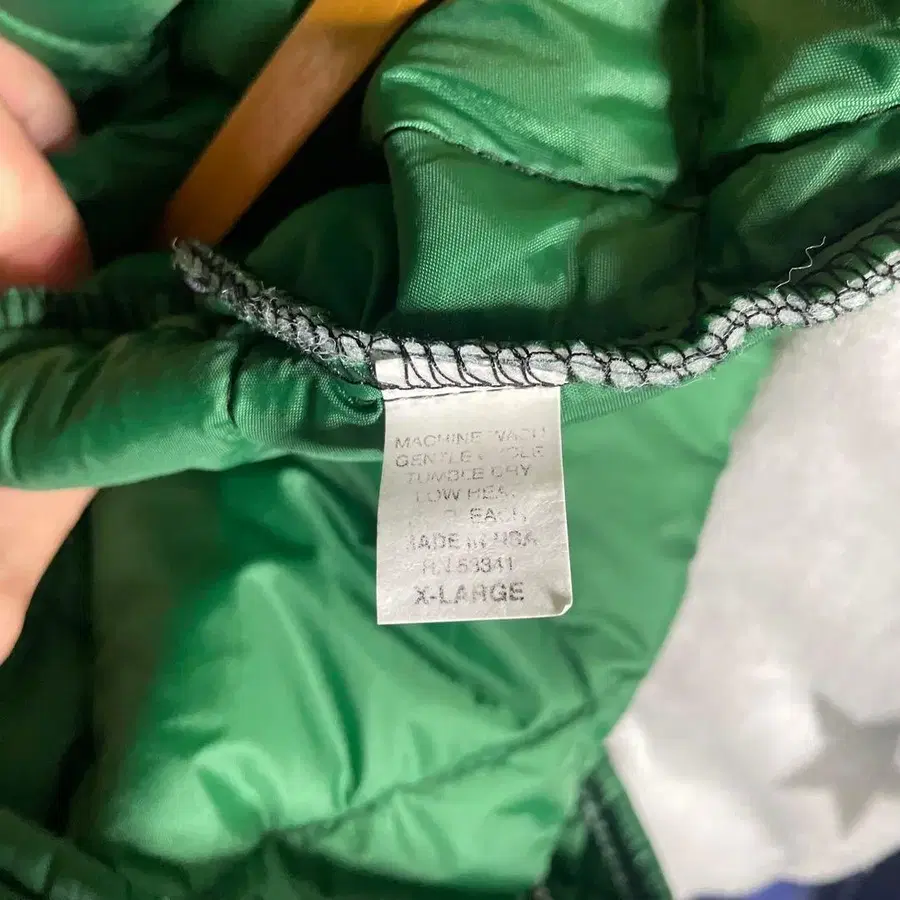 MACHINE WASH
GENTLE CYCLE
TUMBLE DRY
LOW HEAT
MADE IN USA
RN 53341
X-LARGE